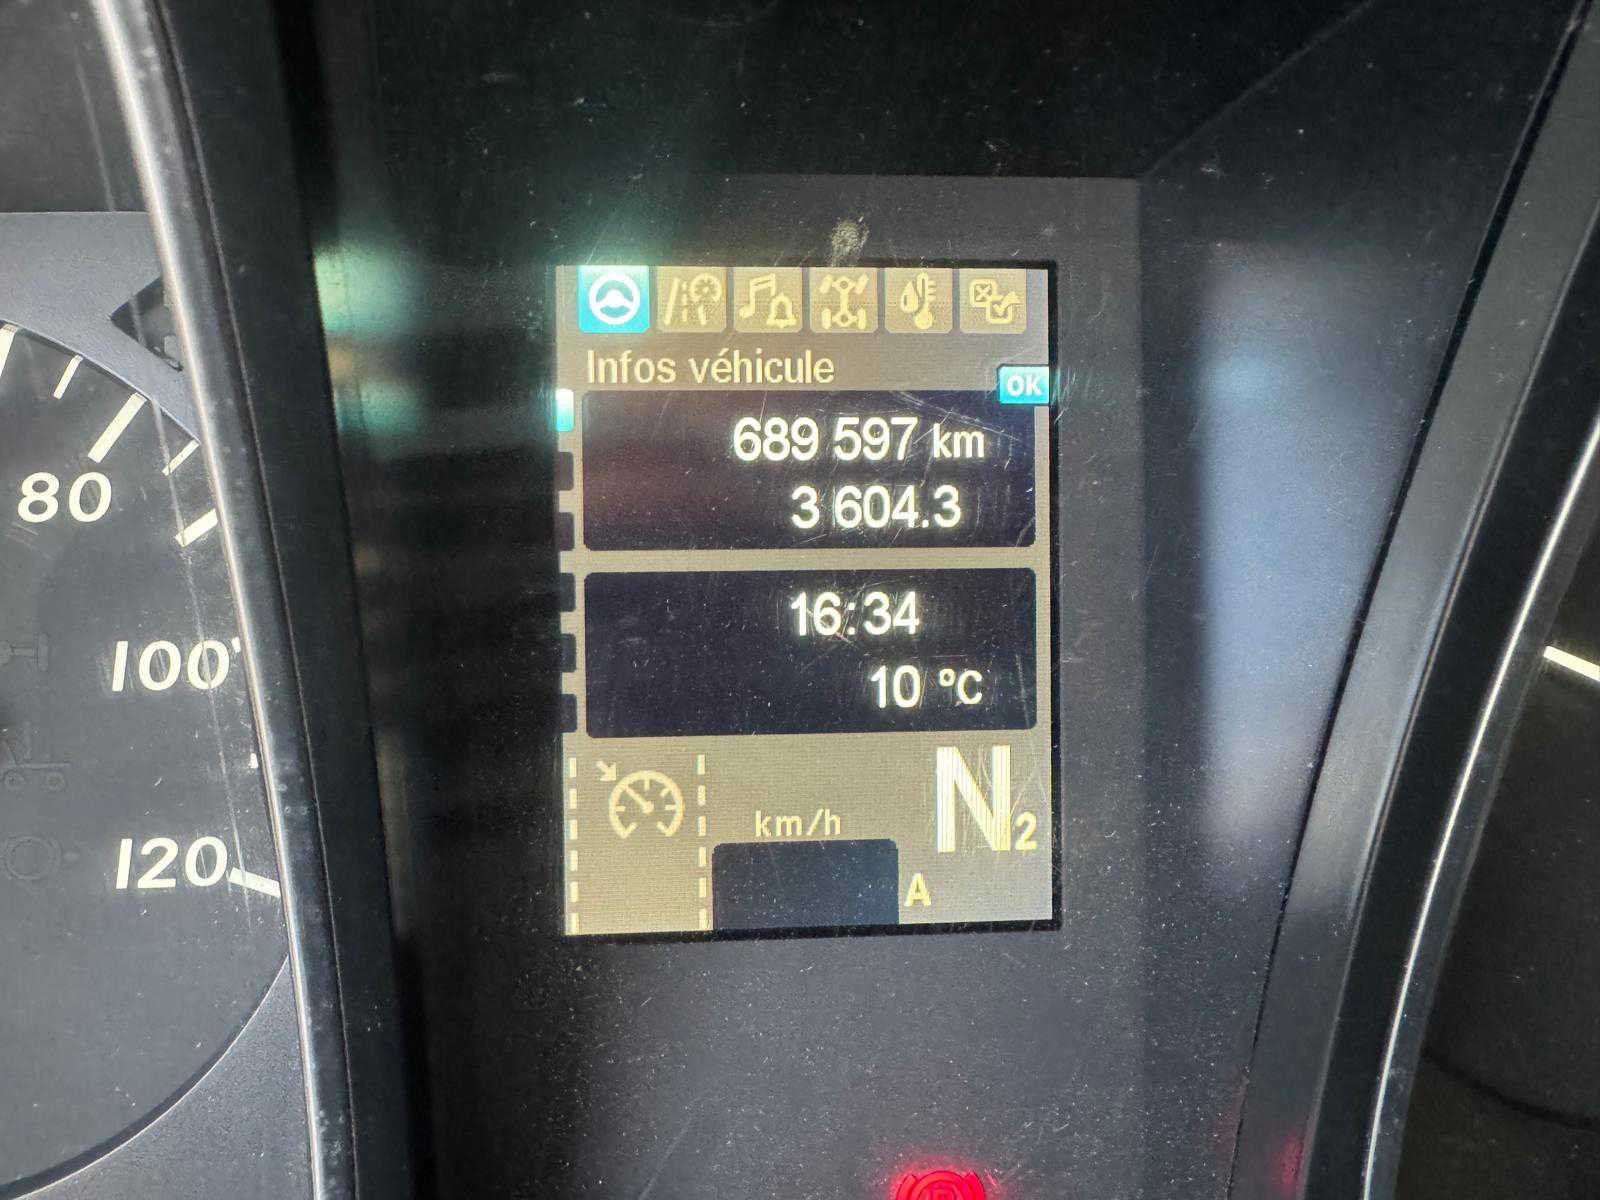 Infos véhicule
OK
689 597 km
3 604.3
16:34
10 °C
N2
km/h
A
80
100
120